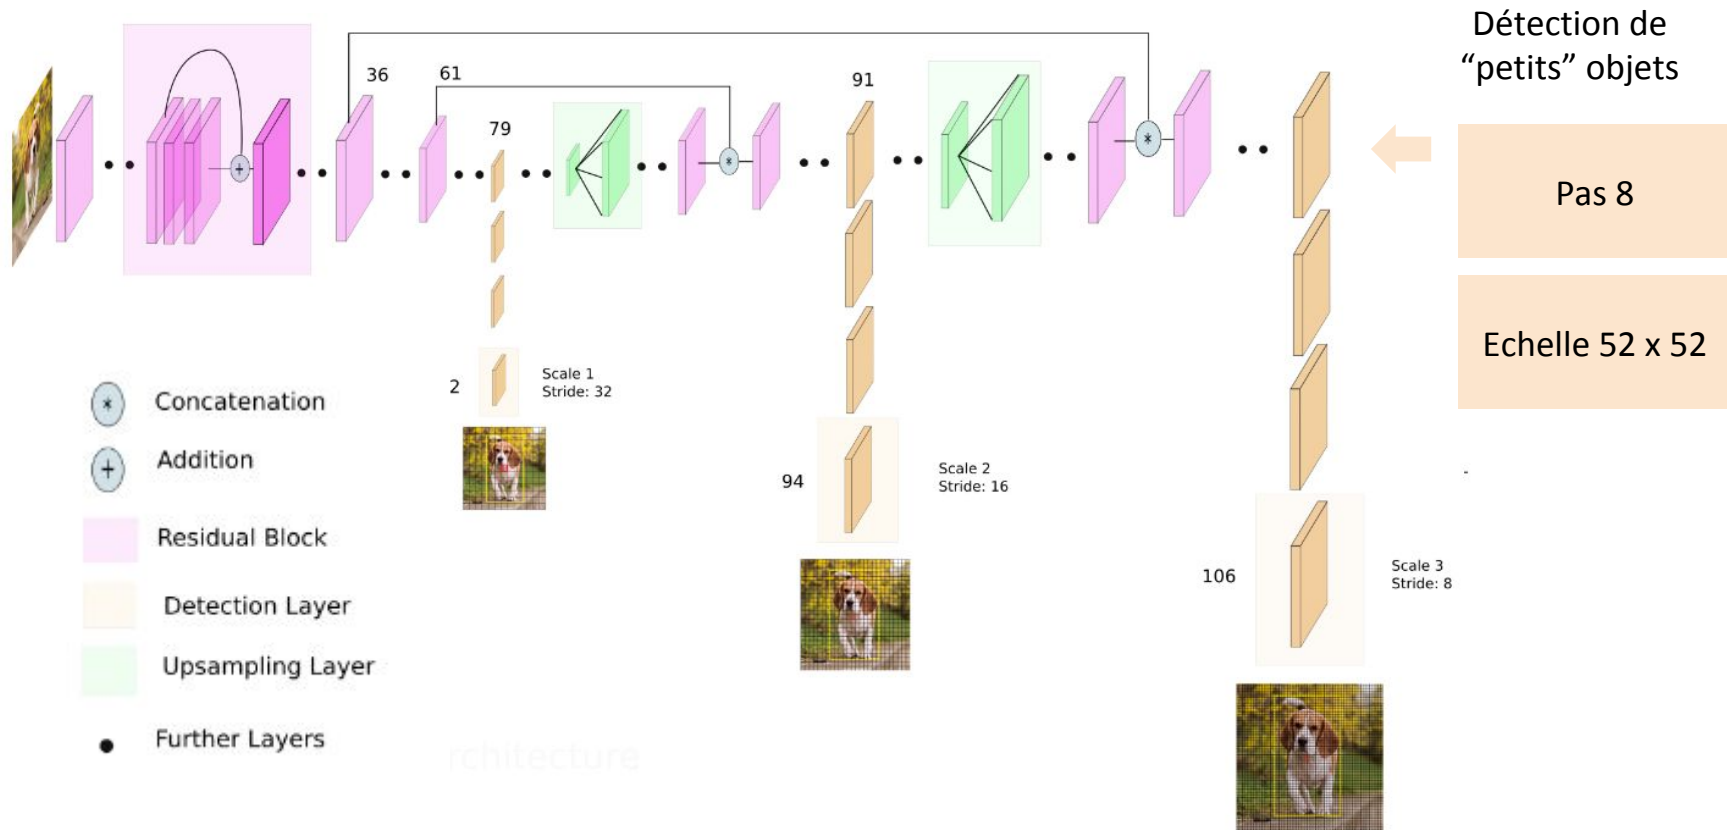 Détection de
“petits” objets
36
61
91
79
Pas 8
Echelle 52 x 52
2
Scale 1
Stride: 32
Concatenation
Addition
94
Scale 2
Stride: 16
Residual Block
106
Scale 3
Stride: 8
Detection Layer
Upsampling Layer
Further Layers
rchitecture